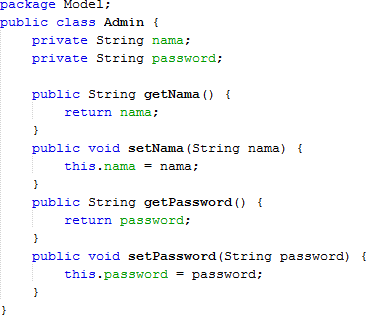 package Model;
public class Admin {
    private String nama;
    private String password;

    public String getNama() {
        return nama;
    }
    public void setNama(String nama) {
        this.nama = nama;
    }
    public String getPassword() {
        return password;
    }
    public void setPassword(String password) {
        this.password = password;
    }
}